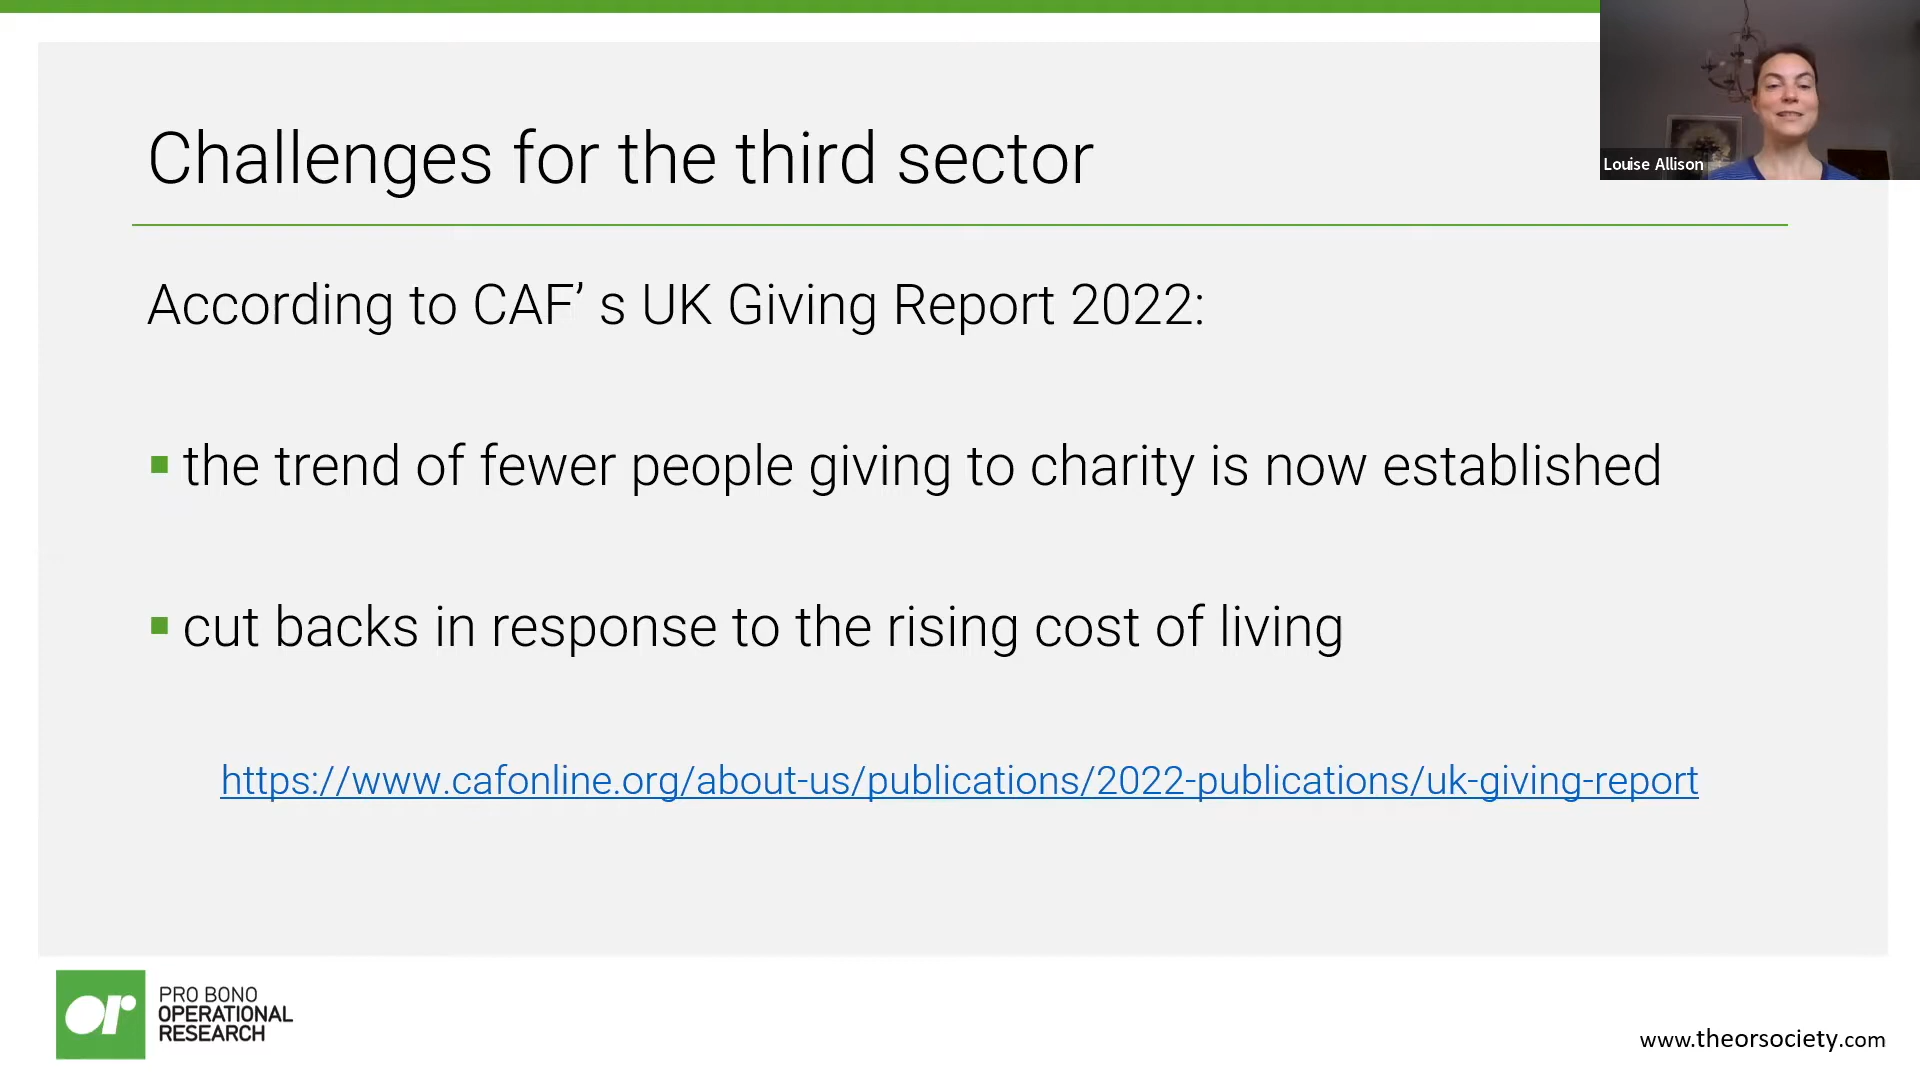 Challenges for the third sector
Louise Allison
According to CAF’ s UK Giving Report 2022:
the trend of fewer people giving to charity is now established
cut backs in response to the rising cost of living
https://www.cafonline.org/about-us/publications/2022-publications/uk-giving-report
or
PRO BONO
OPERATIONAL
RESEARCH
www.theorsociety.com